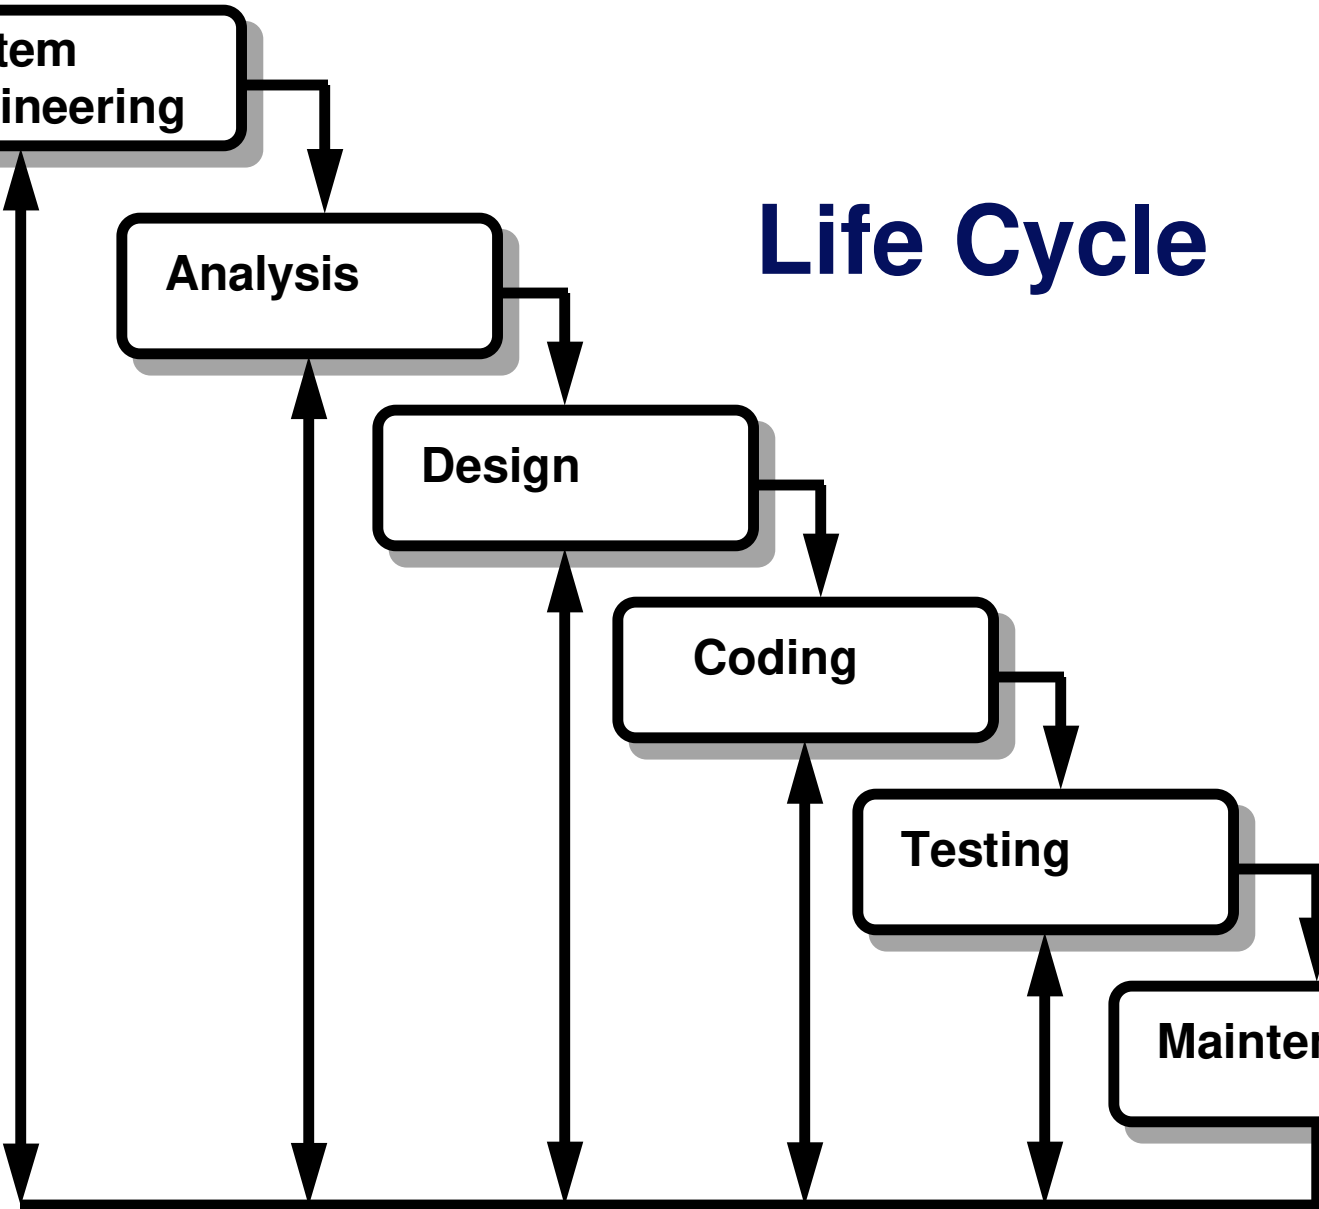 tem
ineering
Life Cycle
Analysis
Design
Coding
Testing
Mainte